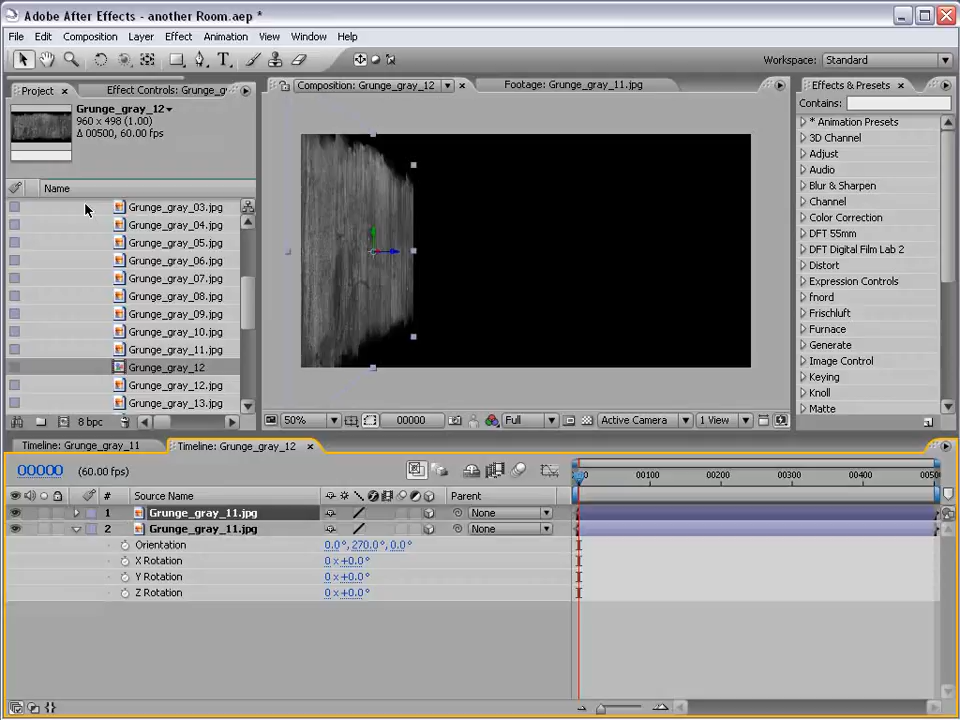 Adobe After Effects - another Room.aep *
File Edit Composition Layer Effect Animation View Window Help
Workspace: Standard
Project Effect Controls: Grunge_g
Composition: Grunge_gray_12
Footage: Grunge_gray_11.jpg
Effects & Presets
Grunge_gray_12
960 x 498 (1.00)
Δ 00500, 60.00 fps
Contains:
Name
Grunge_gray_03.jpg
Grunge_gray_04.jpg
Grunge_gray_05.jpg
Grunge_gray_06.jpg
Grunge_gray_07.jpg
Grunge_gray_08.jpg
Grunge_gray_09.jpg
Grunge_gray_10.jpg
Grunge_gray_11.jpg
Grunge_gray_12
Grunge_gray_12.jpg
Grunge_gray_13.jpg
8 bpc
* Animation Presets
3D Channel
Adjust
Audio
Blur & Sharpen
Channel
Color Correction
DFT 55mm
DFT Digital Film Lab 2
Distort
Expression Controls
fnord
Frischluft
Furnace
Generate
Image Control
Keying
Knoll
Matte
50% 00000 Full Active Camera 1 View
Timeline: Grunge_gray_11 Timeline: Grunge_gray_12
00000 (60.00 fps)
00100 00200 00300 00400
# Source Name Parent
1 Grunge_gray_11.jpg None
2 Grunge_gray_11.jpg None
Orientation 0.0°, 270.0°, 0.0°
X Rotation 0 x +0.0°
Y Rotation 0 x +0.0°
Z Rotation 0 x +0.0°